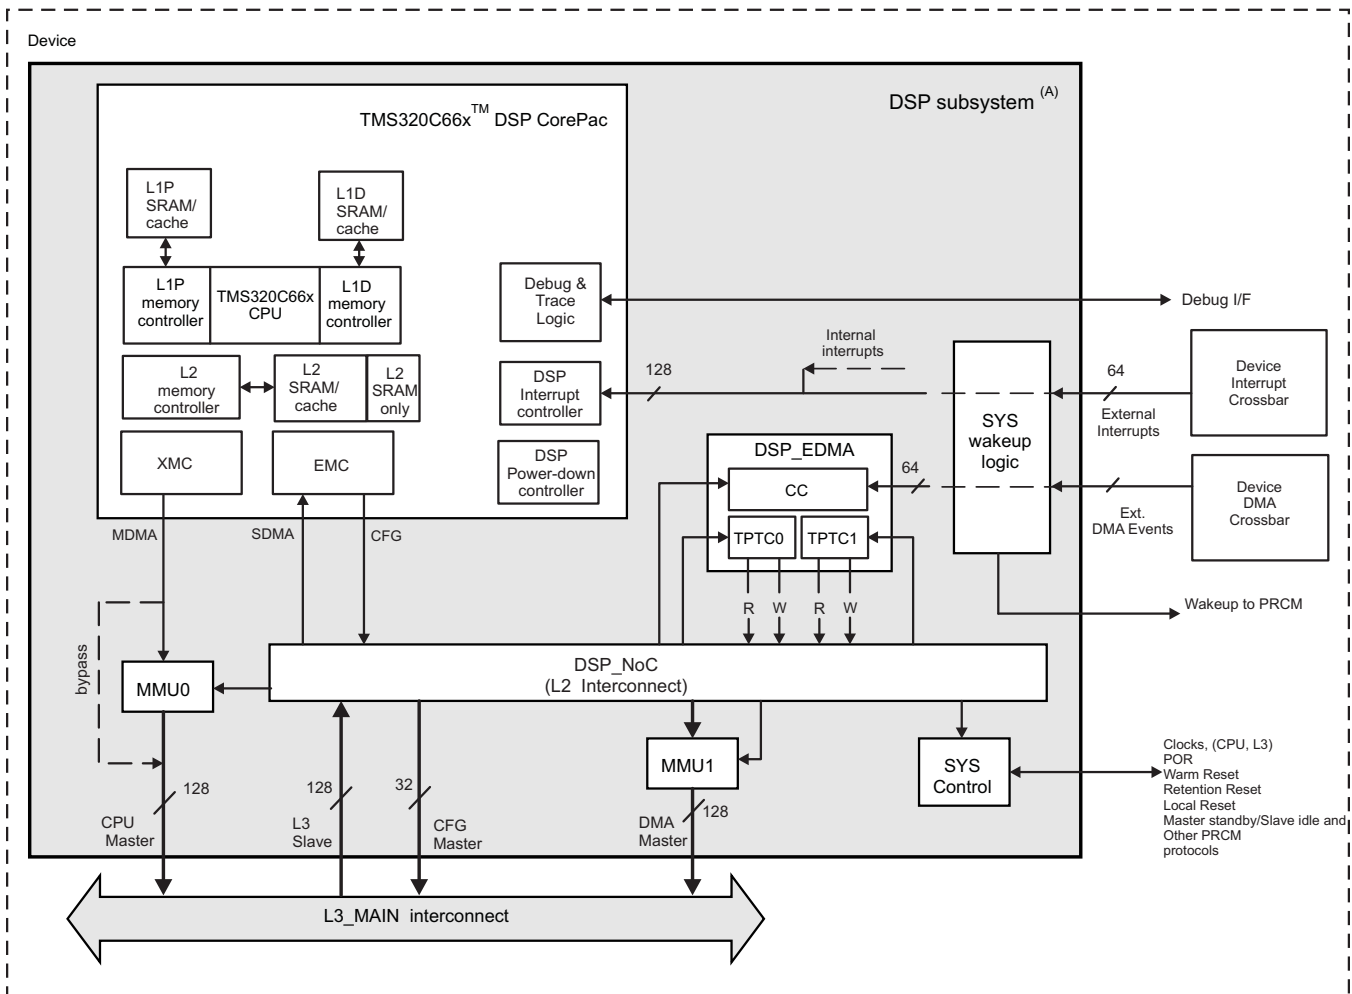 Device
DSP subsystem (A)
TMS320C66x™ DSP CorePac
L1P
SRAM/
cache
L1D
SRAM/
cache
L1P
memory
controller
TMS320C66x
CPU
L1D
memory
controller
L2
memory
controller
L2
SRAM/
cache
L2
SRAM
only
XMC
EMC
Debug &
Trace
Logic
DSP
Interrupt
controller
DSP
Power-down
controller
Debug I/F
Internal
interrupts
128
SYS
wakeup
logic
64
External
Interrupts
Device
Interrupt
Crossbar
DSP_EDMA
CC
64
TPTC0
TPTC1
Ext.
DMA Events
Device
DMA
Crossbar
MDMA
SDMA
CFG
R
W
R
W
Wakeup to PRCM
bypass
MMU0
DSP_NoC
(L2 Interconnect)
MMU1
SYS
Control
Clocks, (CPU, L3)
POR
Warm Reset
Retention Reset
Local Reset
Master standby/Slave idle and
Other PRCM
protocols
128
CPU
Master
128
L3
Slave
32
CFG
Master
128
DMA
Master
L3_MAIN interconnect